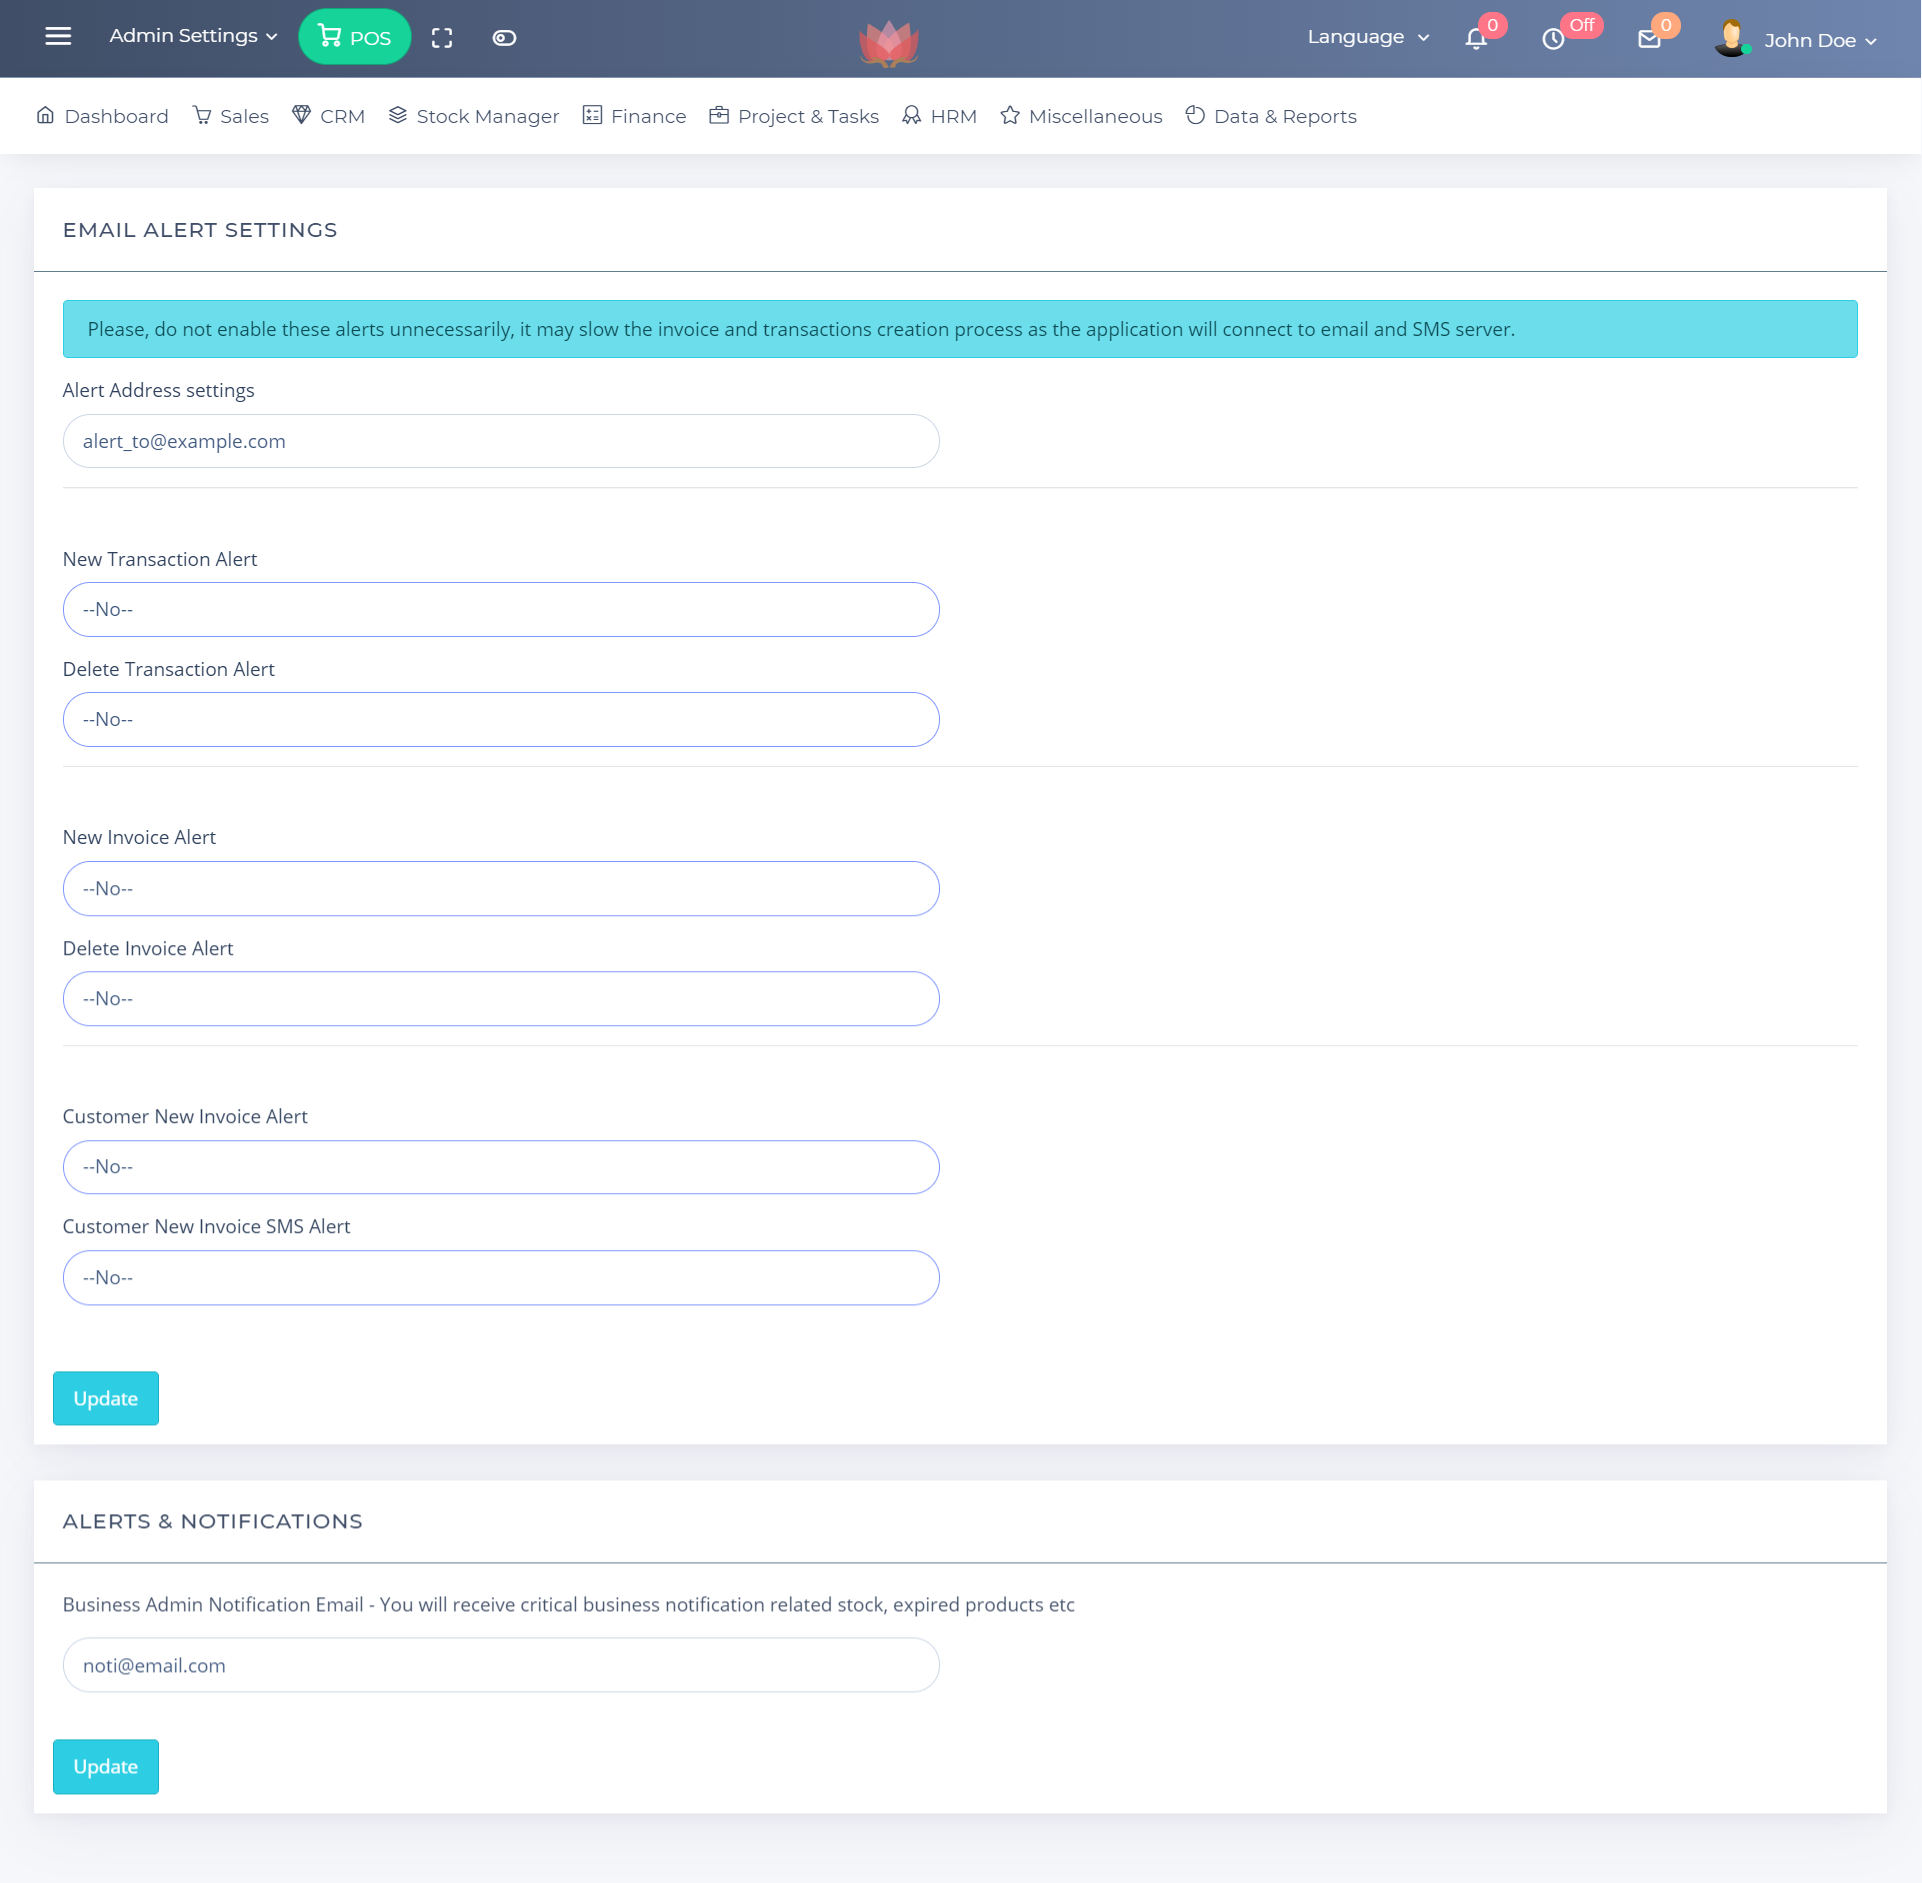 Admin Settings
POS
Language
0
Off
0
John Doe
Dashboard
Sales
CRM
Stock Manager
Finance
Project & Tasks
HRM
Miscellaneous
Data & Reports
EMAIL ALERT SETTINGS
Please, do not enable these alerts unnecessarily, it may slow the invoice and transactions creation process as the application will connect to email and SMS server.
Alert Address settings
alert_to@example.com
New Transaction Alert
--No--
Delete Transaction Alert
--No--
New Invoice Alert
--No--
Delete Invoice Alert
--No--
Customer New Invoice Alert
--No--
Customer New Invoice SMS Alert
--No--
Update
ALERTS & NOTIFICATIONS
Business Admin Notification Email - You will receive critical business notification related stock, expired products etc
noti@email.com
Update